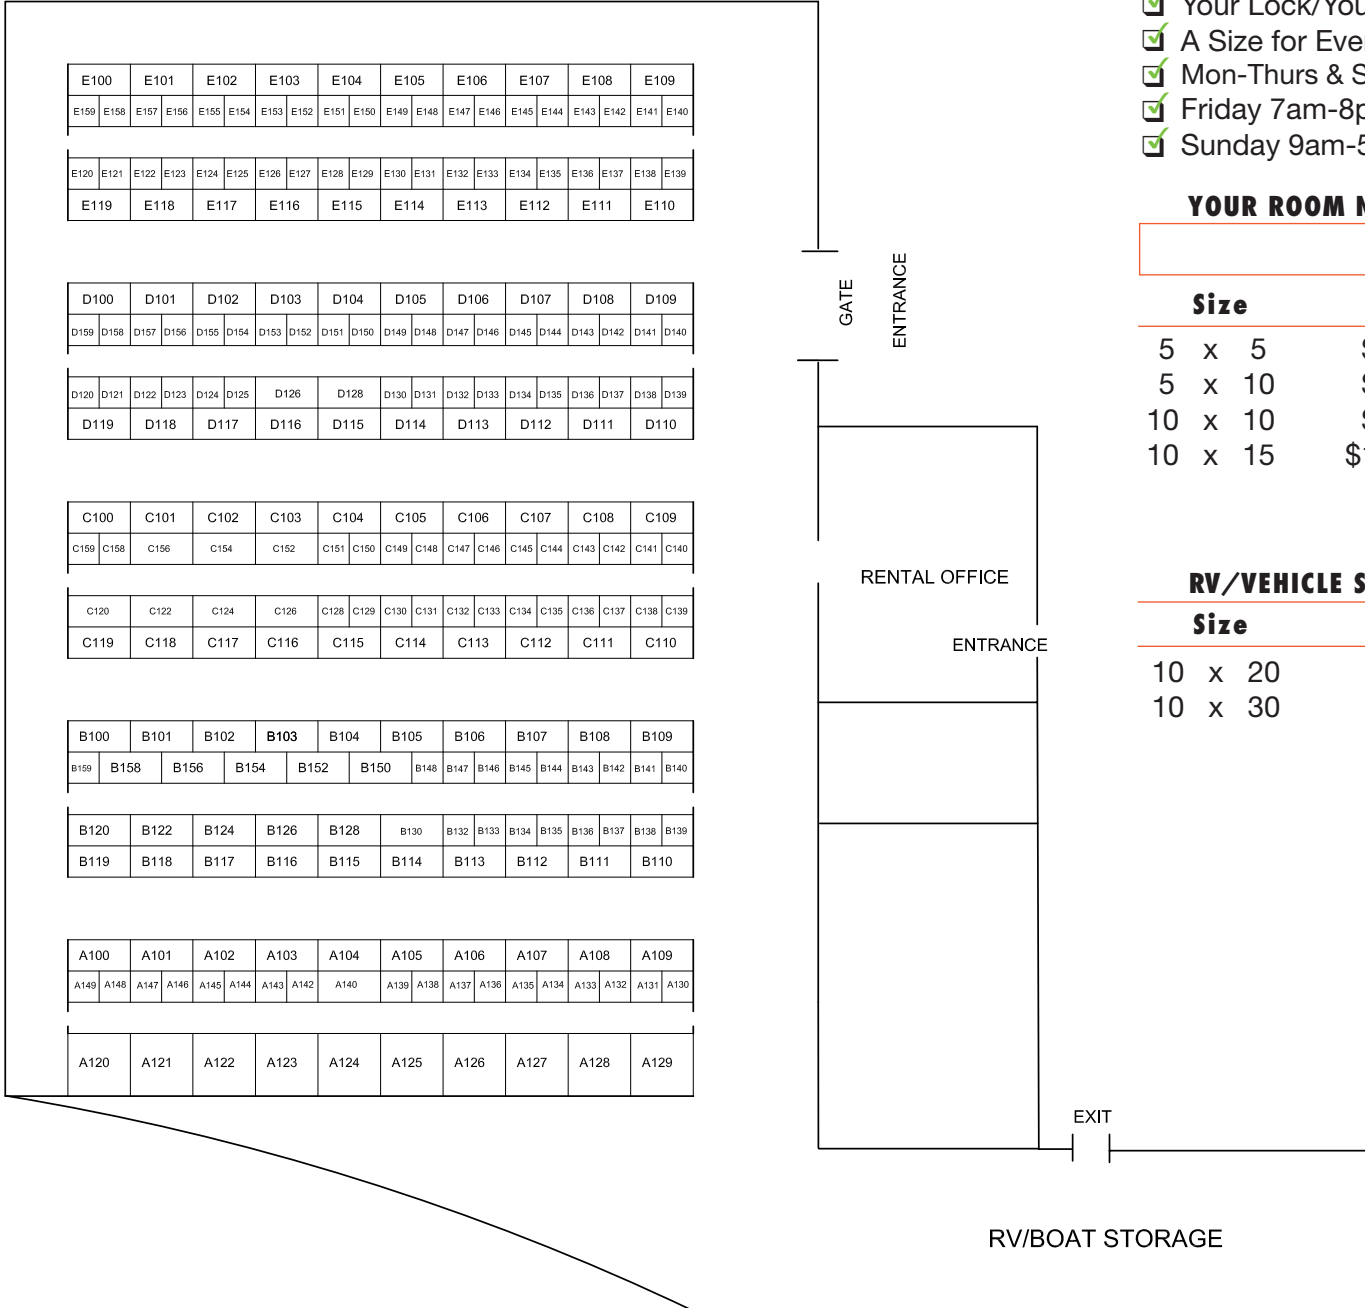 E100 E101 E102 E103 E104 E105 E106 E107 E108 E109
E159 E158 E157 E156 E155 E154 E153 E152 E151 E150 E149 E148 E147 E146 E145 E144 E143 E142 E141 E140
E120 E121 E122 E123 E124 E125 E126 E127 E128 E129 E130 E131 E132 E133 E134 E135 E136 E137 E138 E139
E119 E118 E117 E116 E115 E114 E113 E112 E111 E110
D100 D101 D102 D103 D104 D105 D106 D107 D108 D109
D159 D158 D157 D156 D155 D154 D153 D152 D151 D150 D149 D148 D147 D146 D145 D144 D143 D142 D141 D140
D120 D121 D122 D123 D124 D125 D126 D128 D130 D131 D132 D133 D134 D135 D136 D137 D138 D139
D119 D118 D117 D116 D115 D114 D113 D112 D111 D110
C100 C101 C102 C103 C104 C105 C106 C107 C108 C109
C159 C158 C156 C154 C152 C151 C150 C149 C148 C147 C146 C145 C144 C143 C142 C141 C140
C120 C122 C124 C126 C128 C129 C130 C131 C132 C133 C134 C135 C136 C137 C138 C139
C119 C118 C117 C116 C115 C114 C113 C112 C111 C110
B100 B101 B102 B103 B104 B105 B106 B107 B108 B109
B159 B158 B156 B154 B152 B150 B148 B147 B146 B145 B144 B143 B142 B141 B140
B120 B122 B124 B126 B128 B130 B132 B133 B134 B135 B136 B137 B138 B139
B119 B118 B117 B116 B115 B114 B113 B112 B111 B110
A100 A101 A102 A103 A104 A105 A106 A107 A108 A109
A149 A148 A147 A146 A145 A144 A143 A142 A140 A139 A138 A137 A136 A135 A134 A133 A132 A131 A130
A120 A121 A122 A123 A124 A125 A126 A127 A128 A129
GATE
ENTRANCE
RENTAL OFFICE
ENTRANCE
EXIT
RV/BOAT STORAGE
Your Lock/You
A Size for Ever
Mon-Thurs & S
Friday 7am-8p
Sunday 9am-5
YOUR ROOM N
Size
5 x 5 $
5 x 10 $
10 x 10 $
10 x 15 $1
RV/VEHICLE S
Size
10 x 20
10 x 30